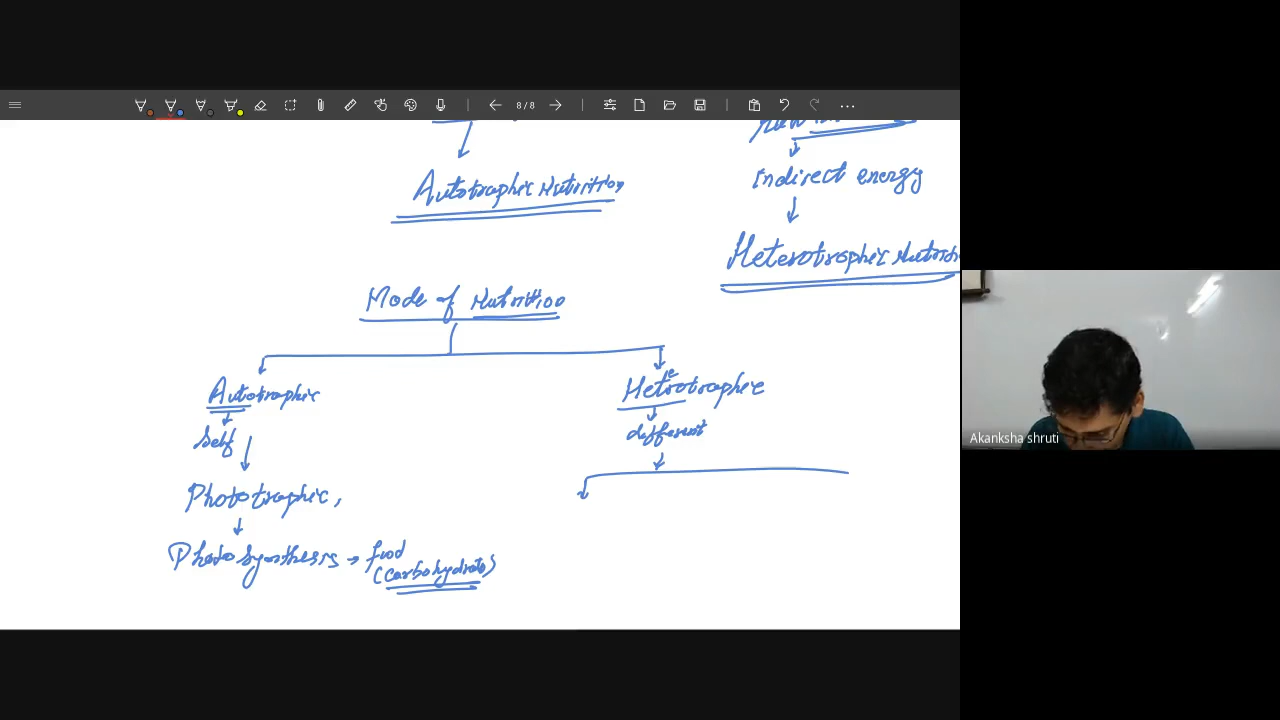 8/8
Autotrophic Nutrition
Indirect energy
Heterotrophic
Mode of Nutrition
Autotrophic
Heterotrophic
Self
different
Phototrophic,
Photosynthesis → food
(Carbohydrate)
Akanksha shruti